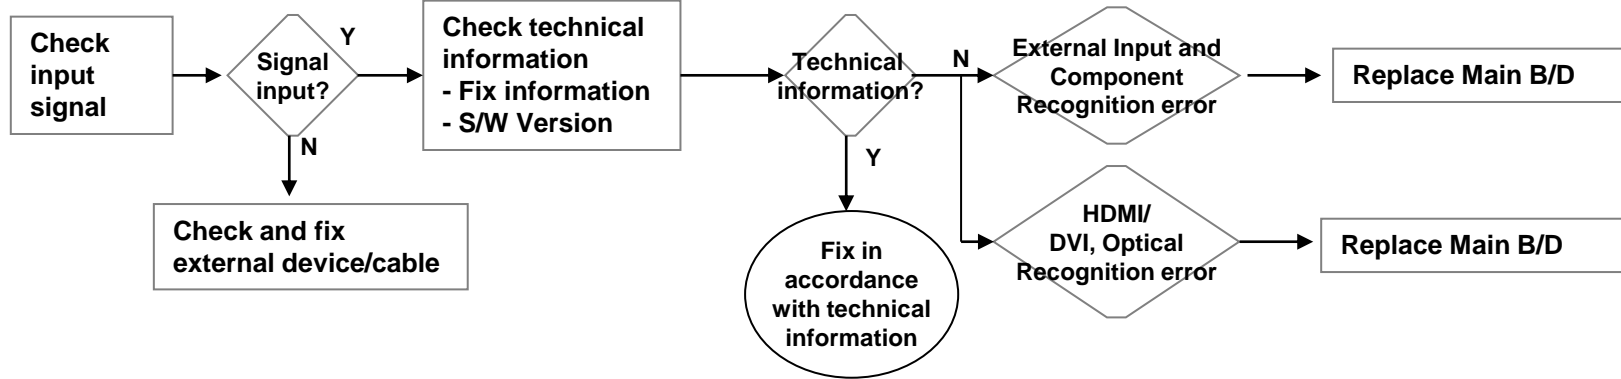 Check
input
signal
Signal
input?
Y
N
Check and fix
external device/cable
Check technical
information
- Fix information
- S/W Version
Technical
information?
N
Y
Fix in
accordance
with technical
information
External Input and
Component
Recognition error
Replace Main B/D
HDMI/
DVI, Optical
Recognition error
Replace Main B/D